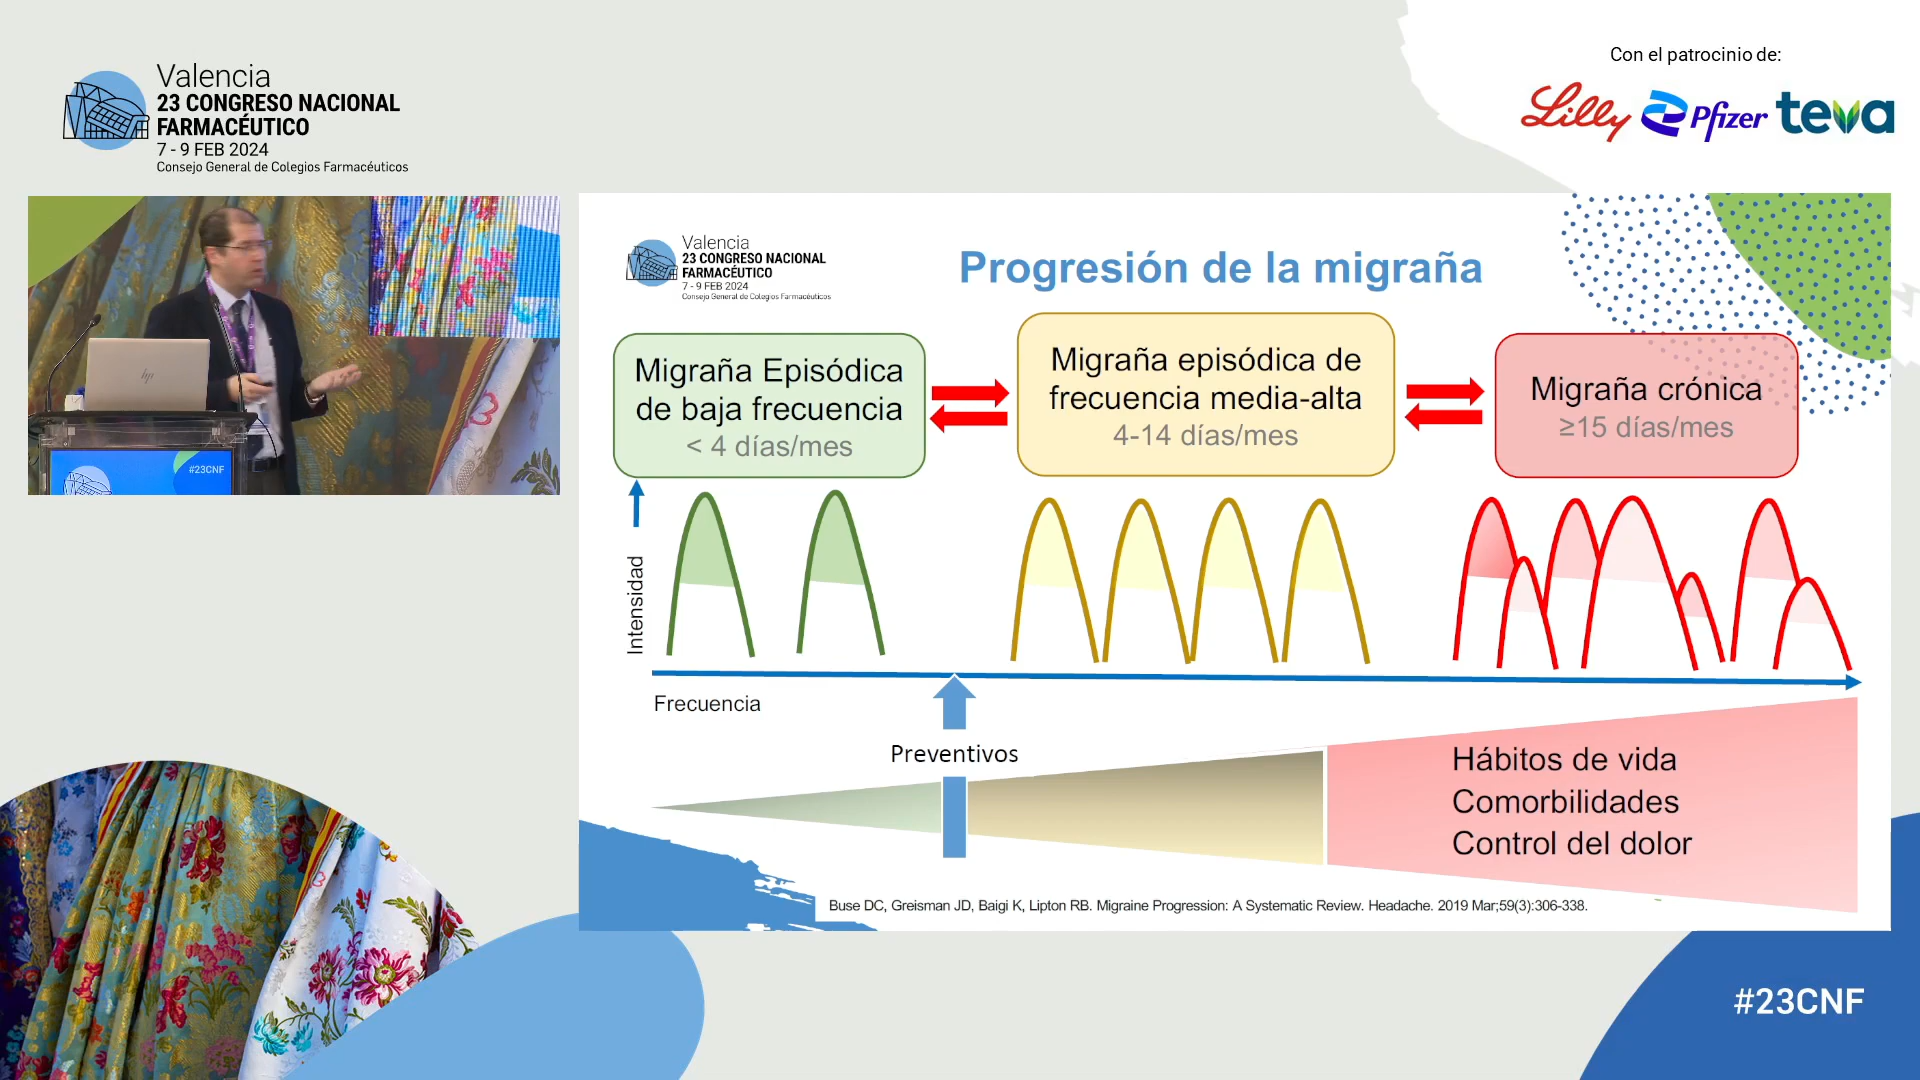 Valencia
23 CONGRESO NACIONAL
FARMACÉUTICO
7 - 9 FEB 2024
Consejo General de Colegios Farmacéuticos
Con el patrocinio de:
Lilly Pfizer teva
hp
#23CNF
Valencia
23 CONGRESO NACIONAL
FARMACÉUTICO
7 - 9 FEB 2024
Consejo General de Colegios Farmacéuticos
Progresión de la migraña
Migraña Episódica
de baja frecuencia
< 4 días/mes
Migraña episódica de
frecuencia media-alta
4-14 días/mes
Migraña crónica
≥15 días/mes
Intensidad
Frecuencia
Preventivos
Hábitos de vida
Comorbilidades
Control del dolor
Buse DC, Greisman JD, Baigi K, Lipton RB. Migraine Progression: A Systematic Review. Headache. 2019 Mar;59(3):306-338.
#23CNF